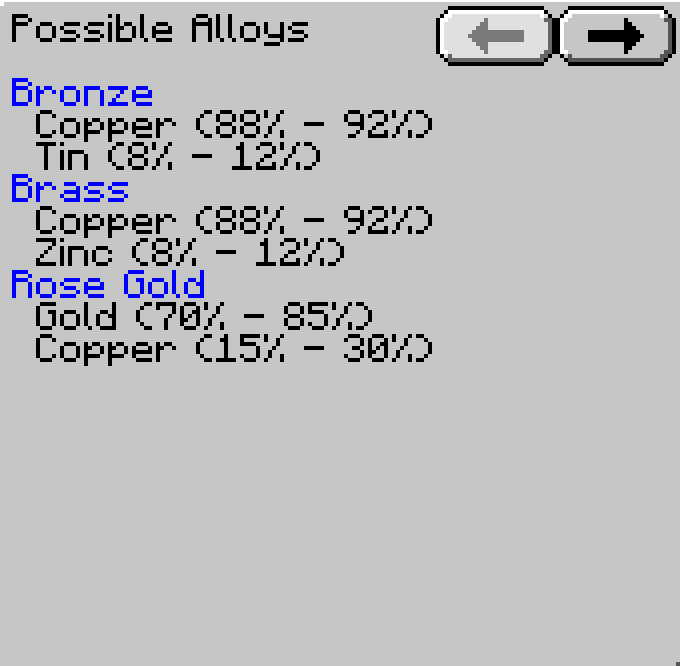 Possible Alloys
Bronze
Copper (88% - 92%)
Tin (8% - 12%)
Brass
Copper (88% - 92%)
Zinc (8% - 12%)
Rose Gold
Gold (70% - 85%)
Copper (15% - 30%)